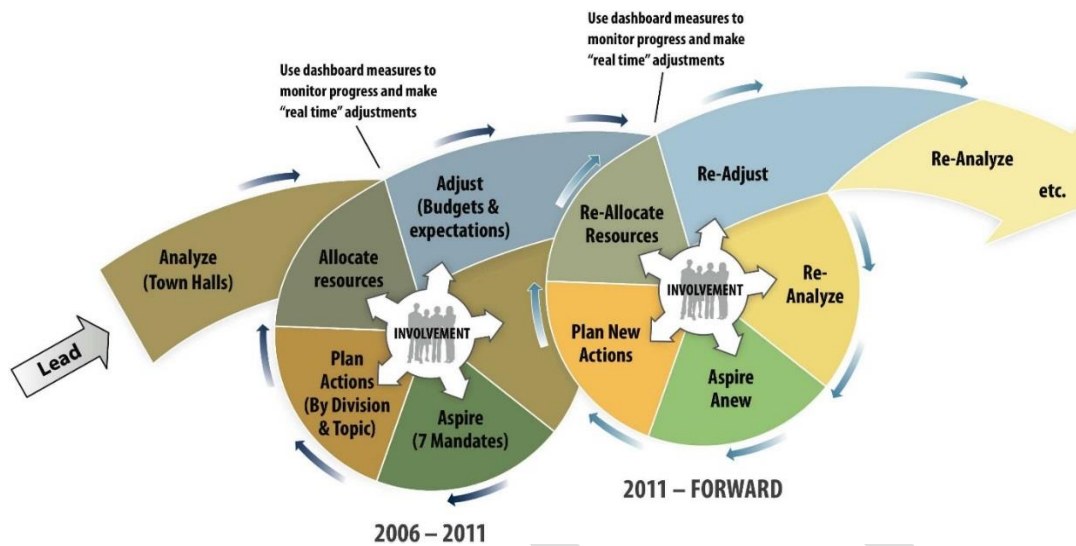 Use dashboard measures to
monitor progress and make
“real time” adjustments
Use dashboard measures to
monitor progress and make
“real time” adjustments
Lead
Analyze
(Town Halls)
Allocate
resources
Adjust
(Budgets &
expectations)
INVOLVEMENT
Plan
Actions
(By Division
& Topic)
Aspire
(7 Mandates)
2006 – 2011
Re-Allocate
Resources
Re-Adjust
INVOLVEMENT
Plan New
Actions
Aspire
Anew
Re-
Analyze
2011 – FORWARD
Re-Analyze
etc.